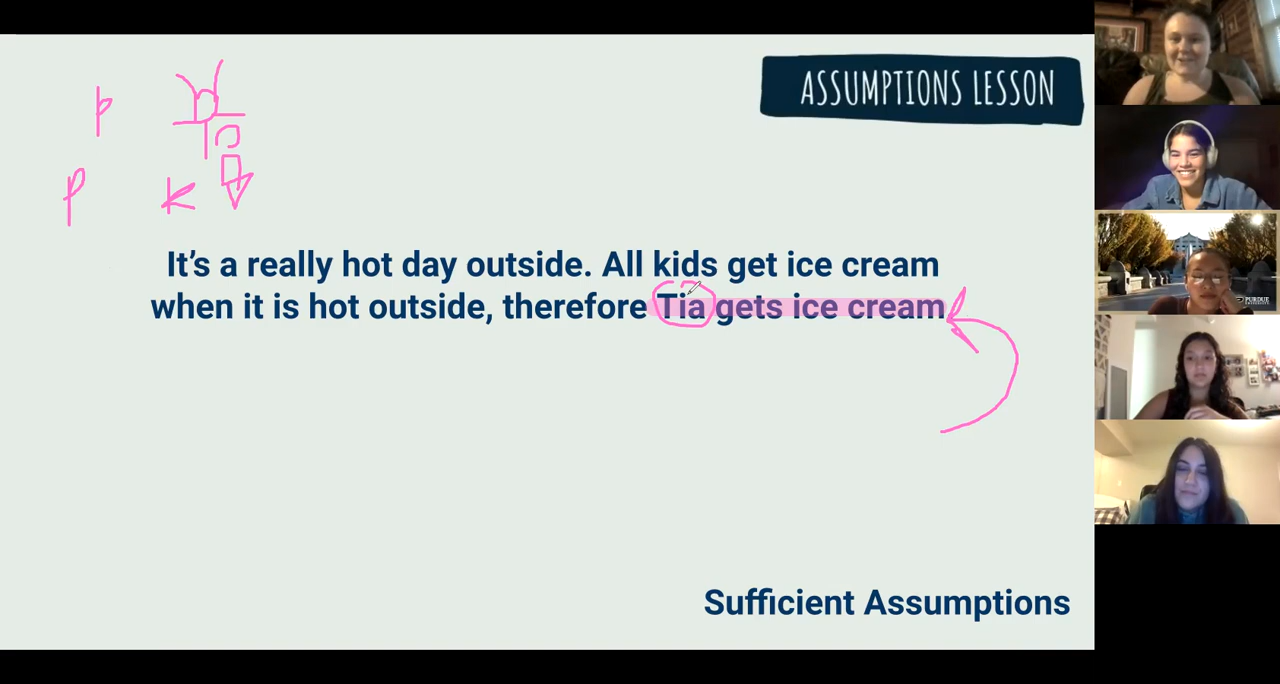 ASSUMPTIONS LESSON
p
p K
It’s a really hot day outside. All kids get ice cream
when it is hot outside, therefore Tia gets ice cream
PURDUE
Sufficient Assumptions